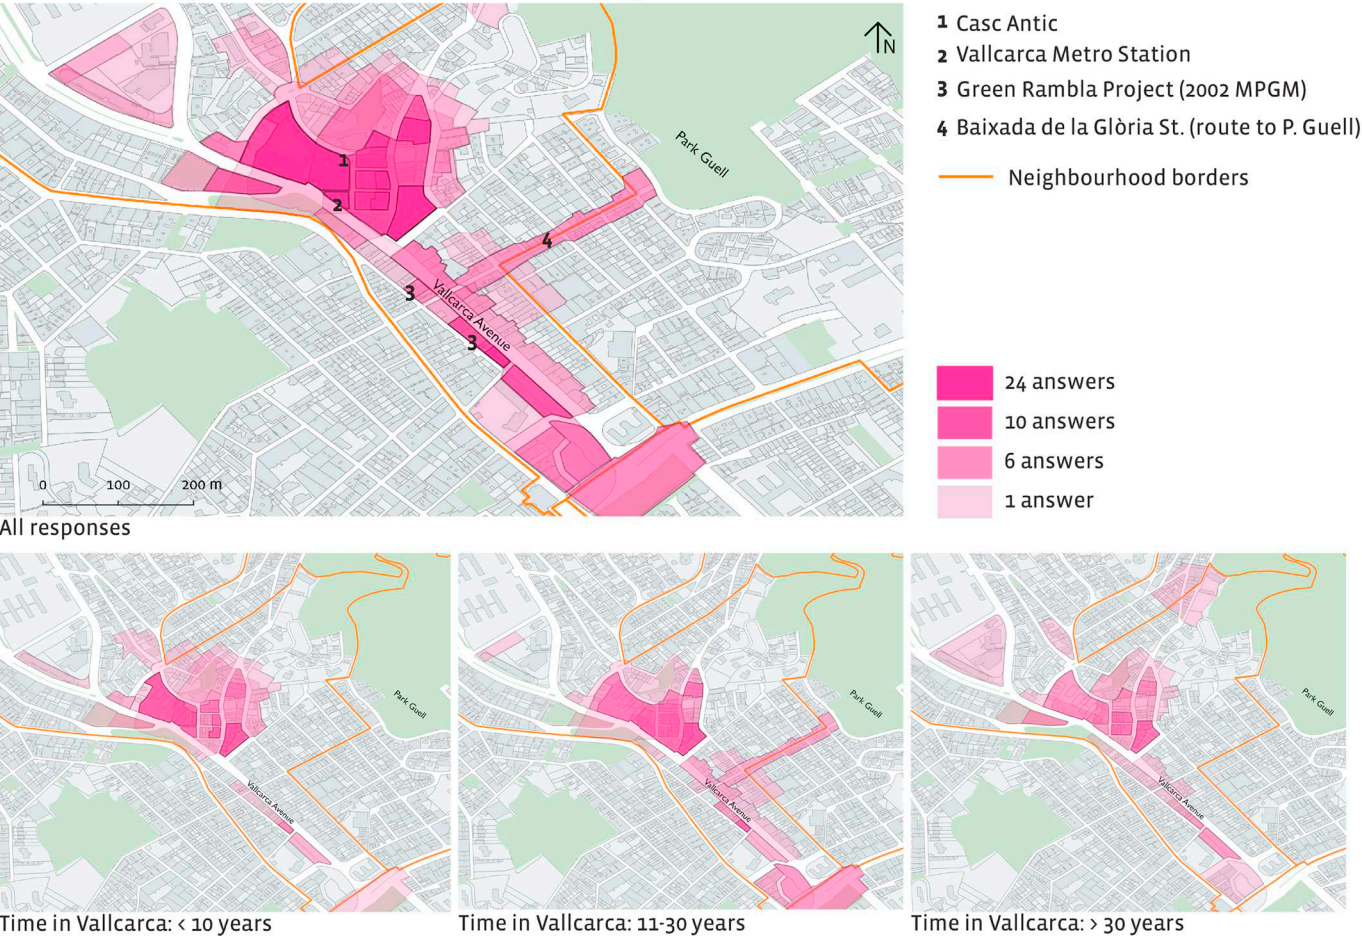 1 Casc Antic
2 Vallcarca Metro Station
3 Green Rambla Project (2002 MPGM)
4 Baixada de la Glòria St. (route to P. Guell)
Neighbourhood borders
24 answers
10 answers
6 answers
1 answer
N
Park Guell
1
2
4
3
Vallcarca Avenue
3
0 100 200 m
All responses
Park Guell
Vallcarca Avenue
Time in Vallcarca: < 10 years
Park Guell
Vallcarca Avenue
Time in Vallcarca: 11-30 years
Park Guell
Vallcarca Avenue
Time in Vallcarca: > 30 years